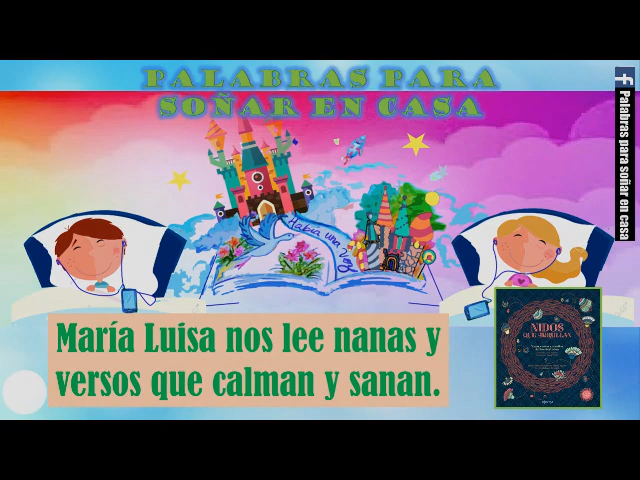 PALABRAS PARA
SOÑAR EN CASA
Palabras para soñar en casa
Había una vez
María Luisa nos lee nanas y
versos que calman y sanan.
NIDOS
QUE